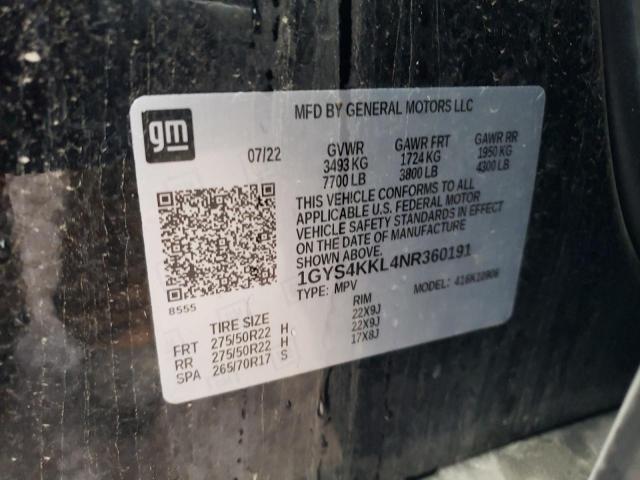 gm
MFD BY GENERAL MOTORS LLC
07/22 GVWR GAWR FRT GAWR RR
3493 KG 1724 KG 1950 KG
7700 LB 3800 LB 4300 LB
THIS VEHICLE CONFORMS TO ALL
APPLICABLE U.S. FEDERAL MOTOR
VEHICLE SAFETY STANDARDS IN EFFECT
ON THE DATE OF MANUFACTURE
SHOWN ABOVE.
1GYS4KKL4NR360191
TYPE: MPV MODEL: 416K10906
8555
TIRE SIZE RIM
FRT 275/50R22 H 22X9J
RR 275/50R22 H 22X9J
SPA 265/70R17 S 17X8J